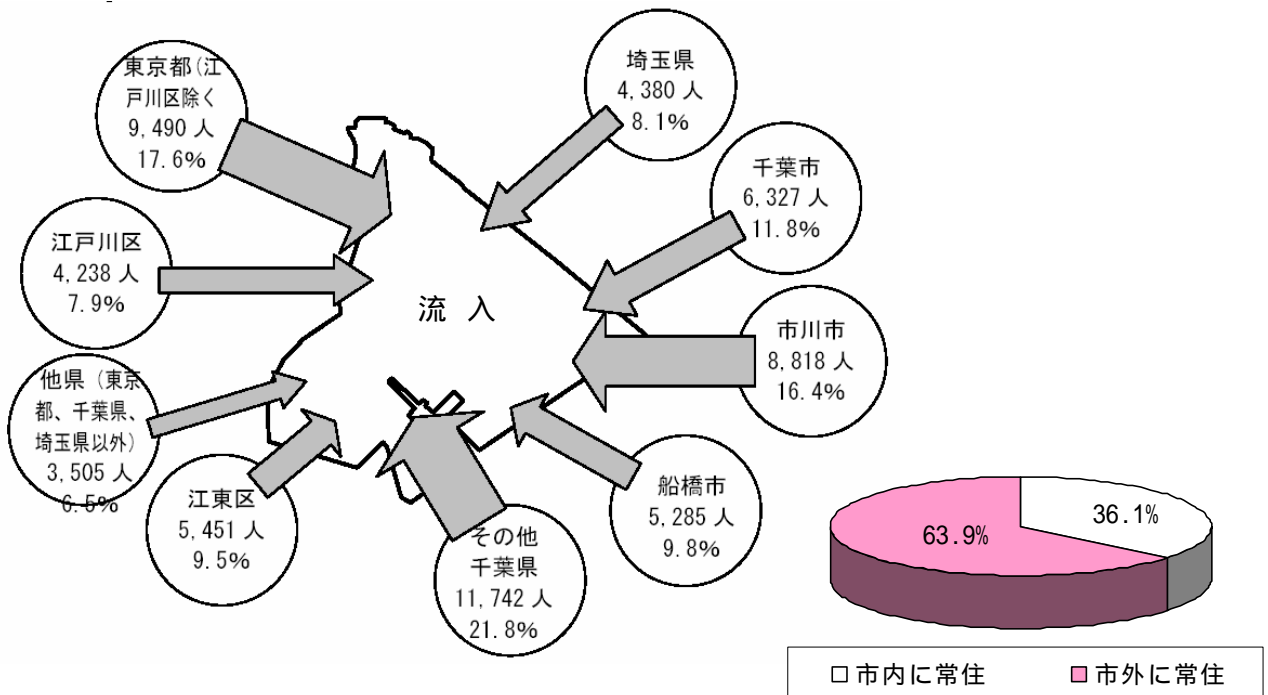 東京都（江
戸川区除く
9,490 人
17.6%
埼玉県
4,380 人
8.1%
千葉市
6,327 人
11.8%
江戸川区
4,238 人
7.9%
流 入
市川市
8,818 人
16.4%
他県（東京
都、千葉県、
埼玉県以外）
3,505 人
6.5%
江東区
5,451 人
9.5%
その他
千葉県
11,742 人
21.8%
船橋市
5,285 人
9.8%
63.9%
36.1%
市内に常住
市外に常住